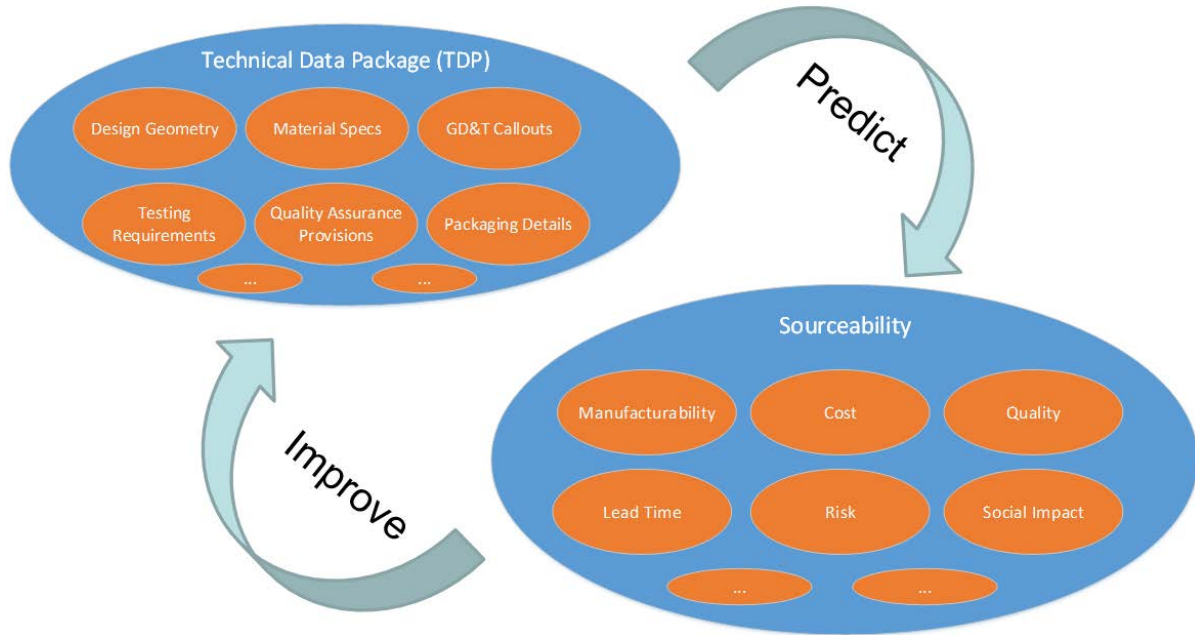 Technical Data Package (TDP)
Design Geometry
Material Specs
GD&T Callouts
Testing
Requirements
Quality Assurance
Provisions
Packaging Details
...
...
Predict
Sourceability
Manufacturability
Cost
Quality
Lead Time
Risk
Social Impact
...
...
Improve